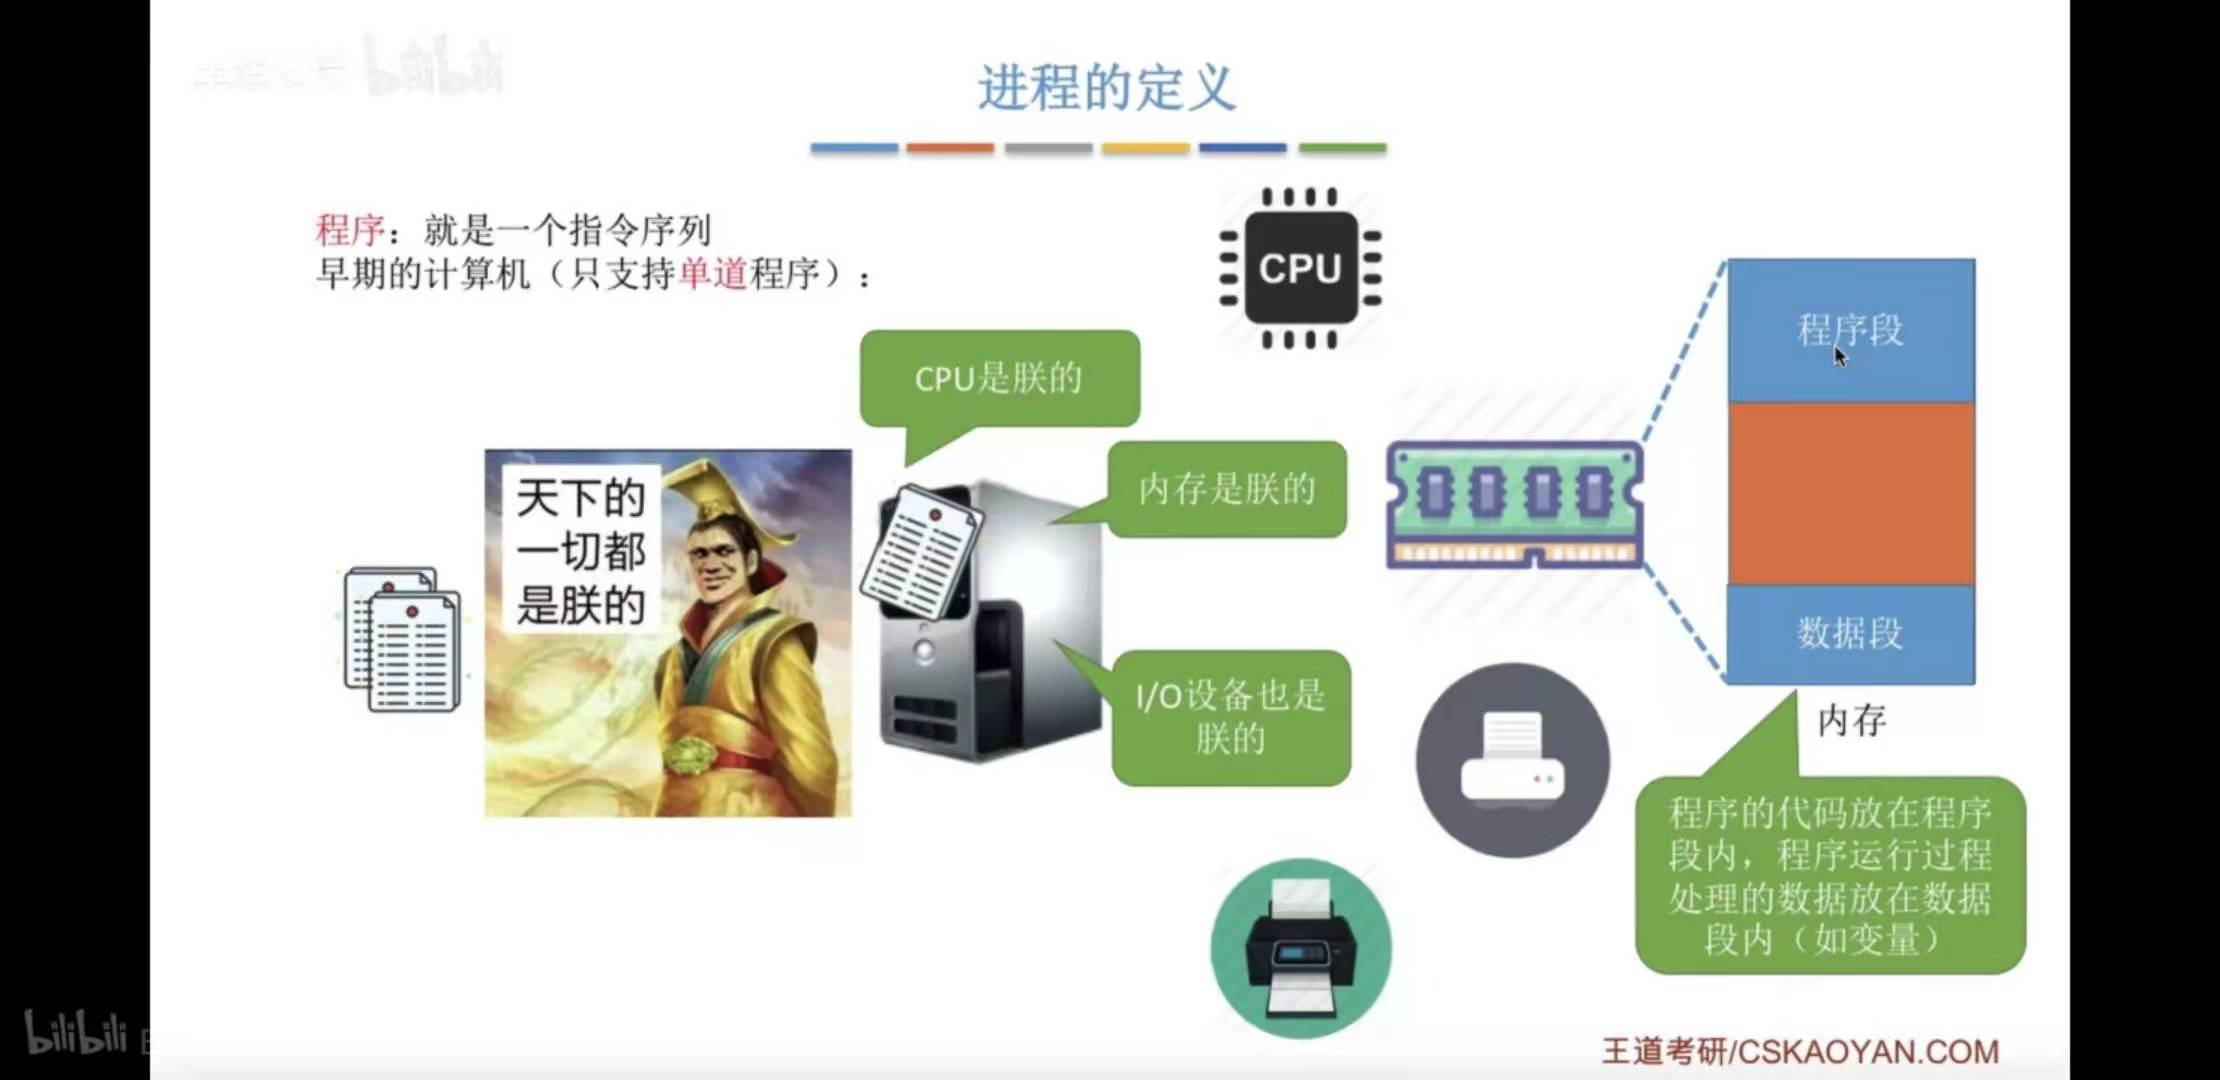 bilibili
进程的定义
程序：就是一个指令序列
早期的计算机（只支持单道程序）：
CPU
CPU是朕的
内存是朕的
I/O设备也是
朕的
天下的
一切都
是朕的
程序段
数据段
内存
程序的代码放在程序
段内，程序运行过程
处理的数据放在数据
段内（如变量）
bilibili
王道考研/CSKAOYAN.COM